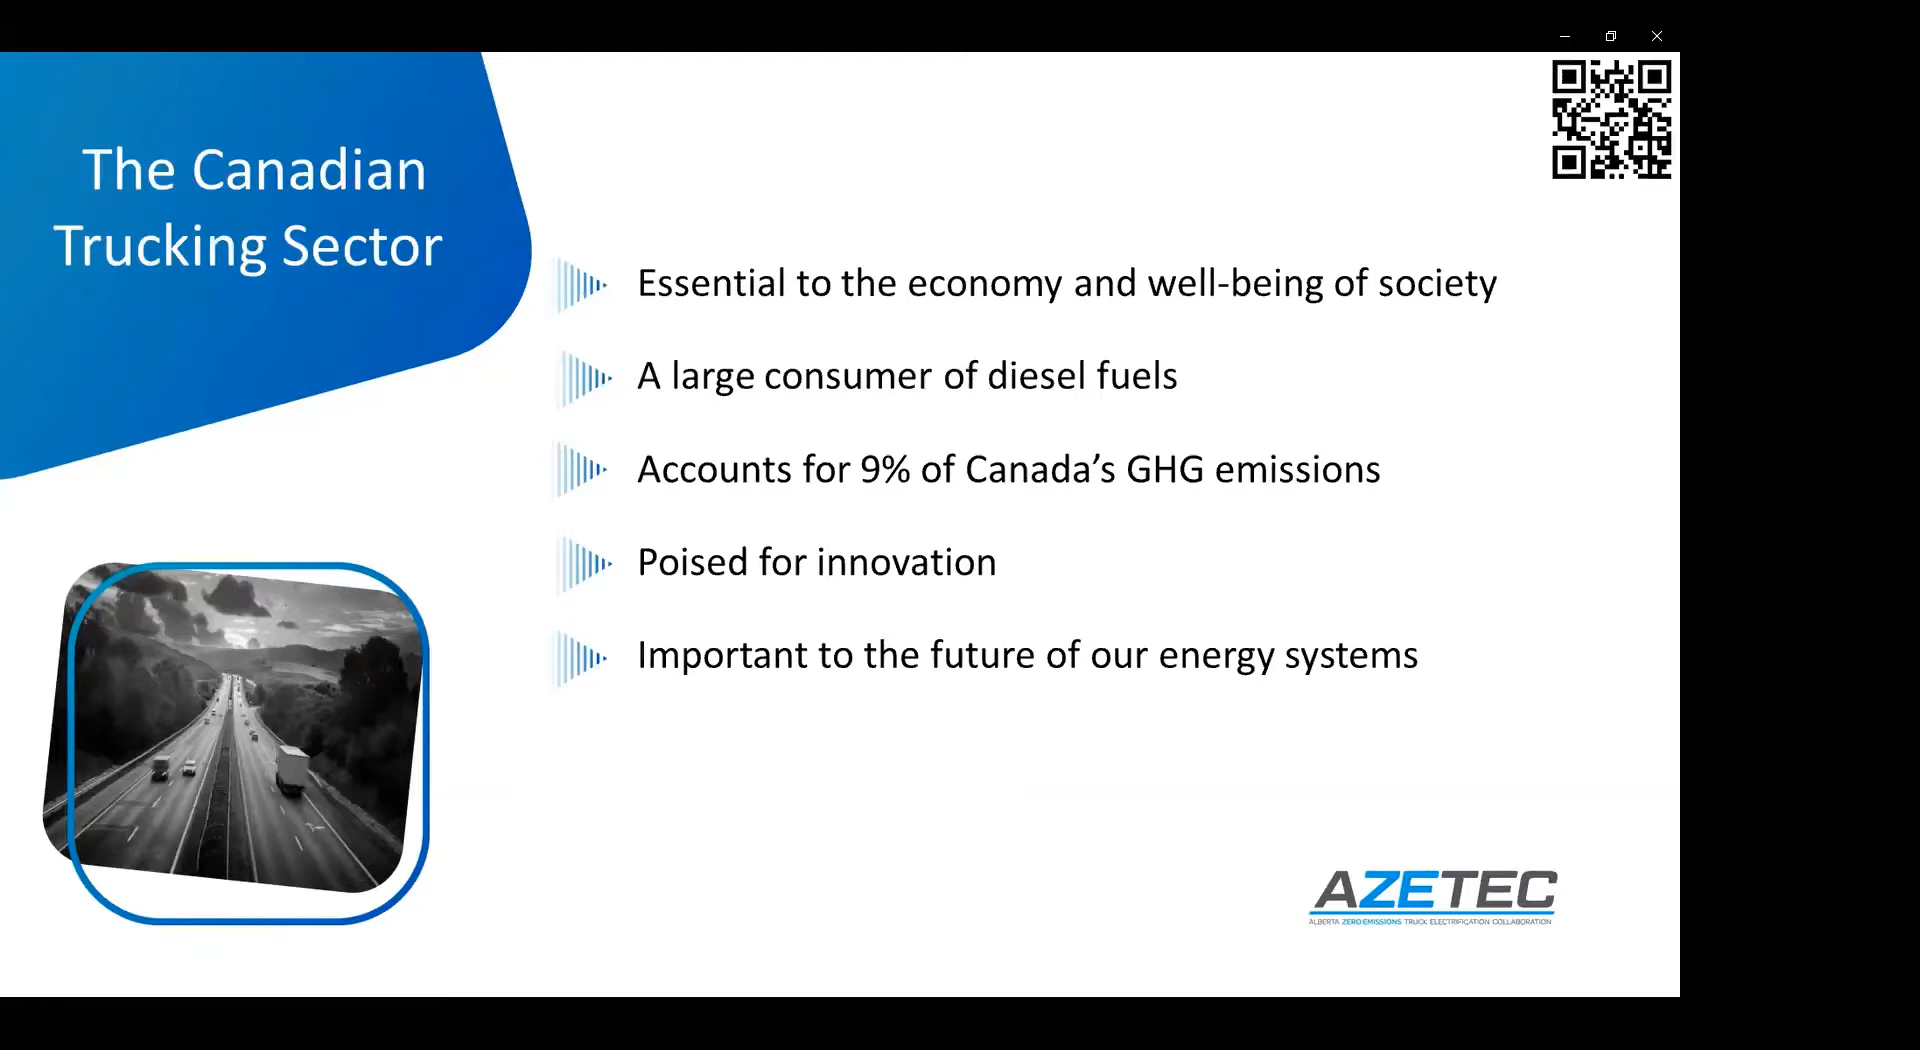 The Canadian
Trucking Sector
Essential to the economy and well-being of society
A large consumer of diesel fuels
Accounts for 9% of Canada’s GHG emissions
Poised for innovation
Important to the future of our energy systems
AZETEC
ALBERTA ZERO EMISSIONS TRUCK ELECTRIFICATION COLLABORATION